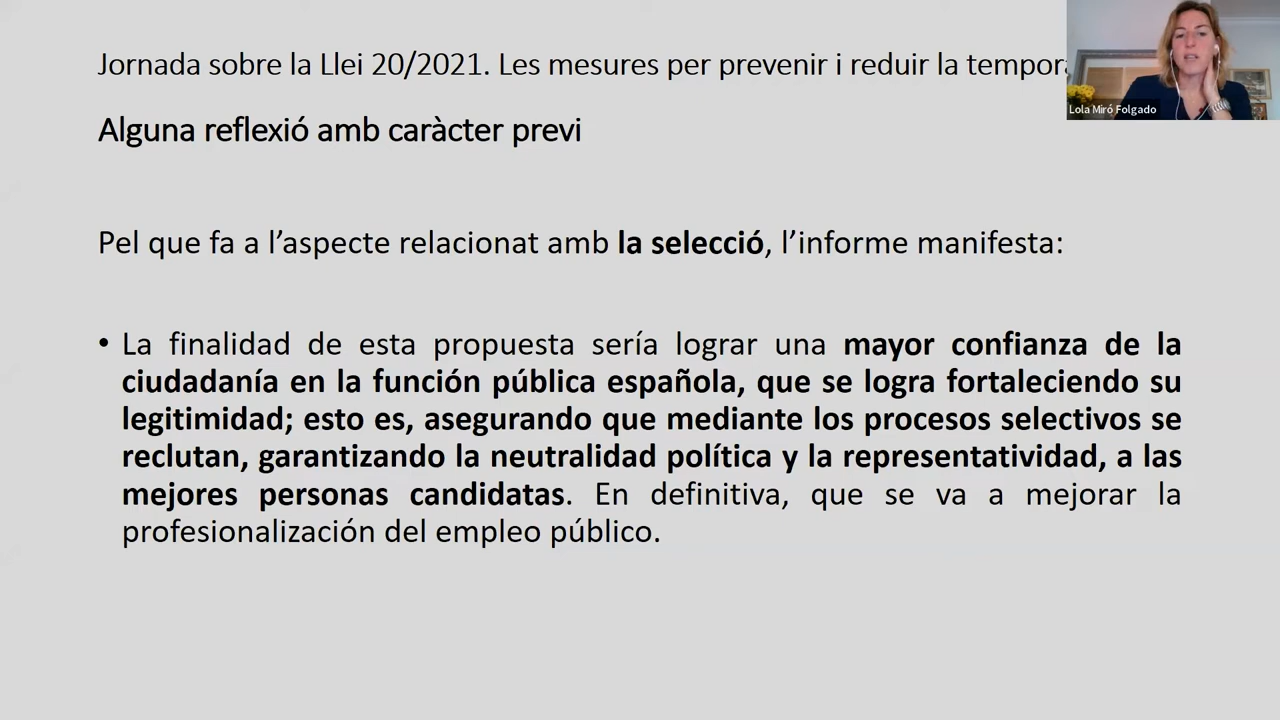 Jornada sobre la Llei 20/2021. Les mesures per prevenir i reduir la
Lola Miró Folgado
Alguna reflexió amb caràcter previ
Pel que fa a l’aspecte relacionat amb la selecció, l’informe manifesta:
• La finalidad de esta propuesta sería lograr una mayor confianza de la
ciudadanía en la función pública española, que se logra fortaleciendo su
legitimidad; esto es, asegurando que mediante los procesos selectivos se
reclutan, garantizando la neutralidad política y la representatividad, a las
mejores personas candidatas. En definitiva, que se va a mejorar la
profesionalización del empleo público.